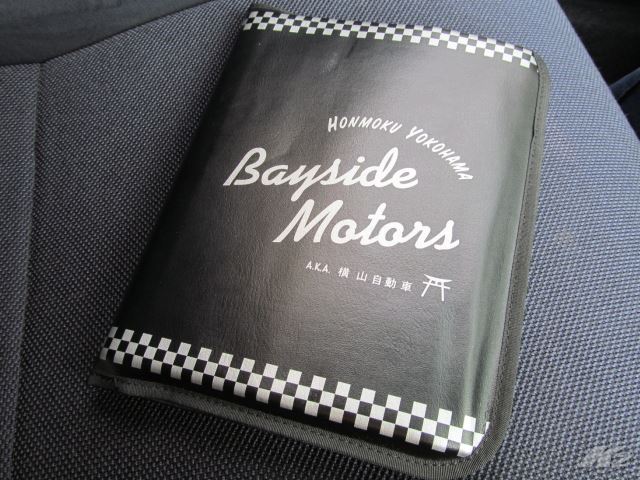 HONMOKU YOKOHAMA
Bayside
Motors
A.K.A. 横山自動車